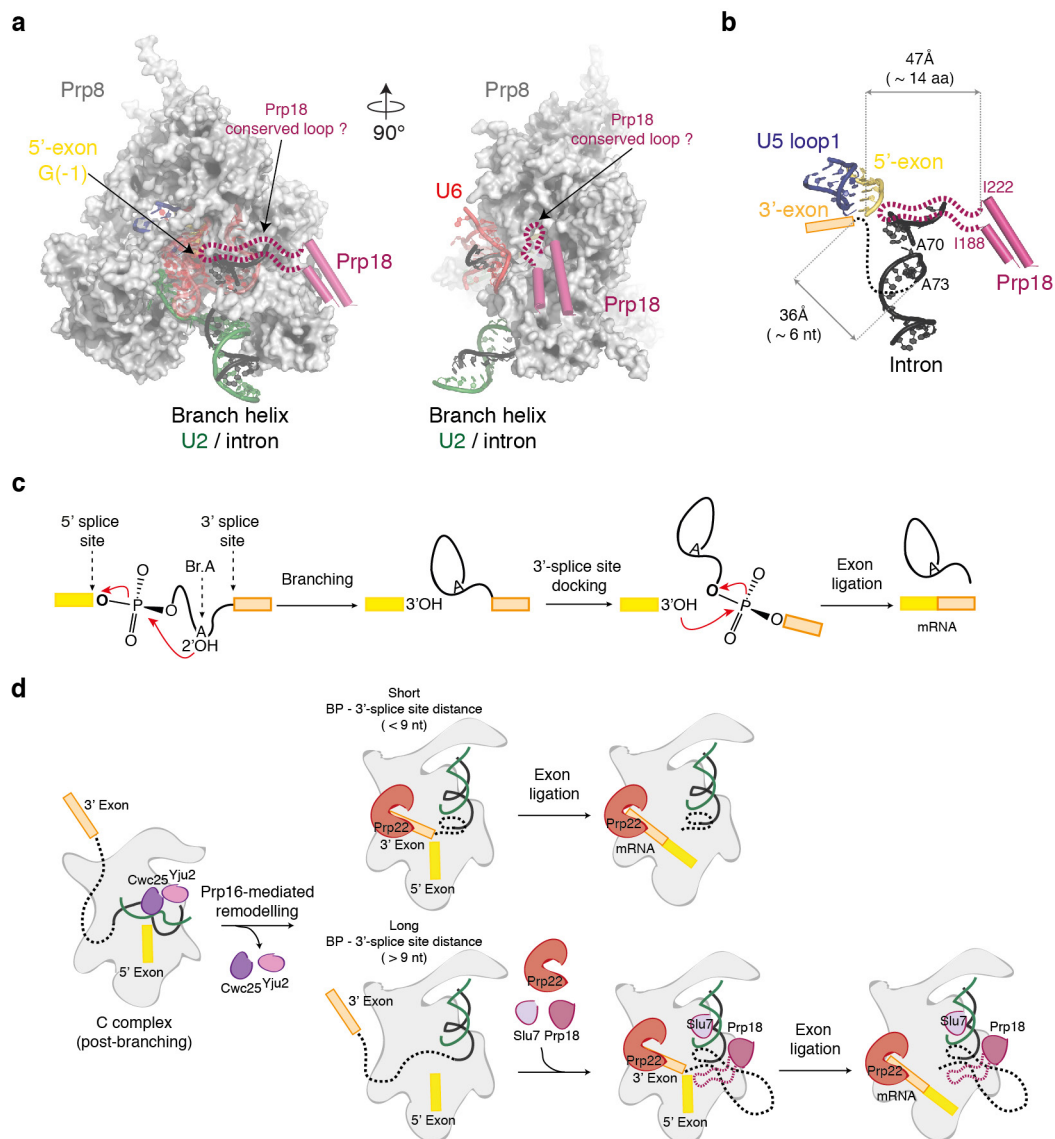 a
Prp8
Prp18
conserved loop ?
90°
5'-exon
G(-1)
Prp18
Branch helix
U2 / intron
Prp8
Prp18
conserved loop ?
U6
Prp18
Branch helix
U2 / intron
b
47Å
(~ 14 aa)
U5 loop1
5'-exon
3'-exon
I222
I188
A70
A73
Prp18
36Å
(~ 6 nt)
Intron
c
5' splice
site
3' splice
site
Br.A
O
O
P
O
O
A
2'OH
Branching
3'OH
A
3'-splice site
docking
3'OH
A
O
O
P
O
O
Exon
ligation
A
mRNA
d
Short
BP - 3'-splice site distance
(< 9 nt)
Prp22
3' Exon
5' Exon
Exon
ligation
Prp22
mRNA
3' Exon
Cwc25
Yju2
5' Exon
C complex
(post-branching)
Prp16-mediated
remodelling
Cwc25
Yju2
Long
BP - 3'-splice site distance
(> 9 nt)
3' Exon
5' Exon
Prp22
Slu7
Prp18
Slu7
Prp18
Prp22
3' Exon
5' Exon
Exon
ligation
Slu7
Prp18
Prp22
mRNA